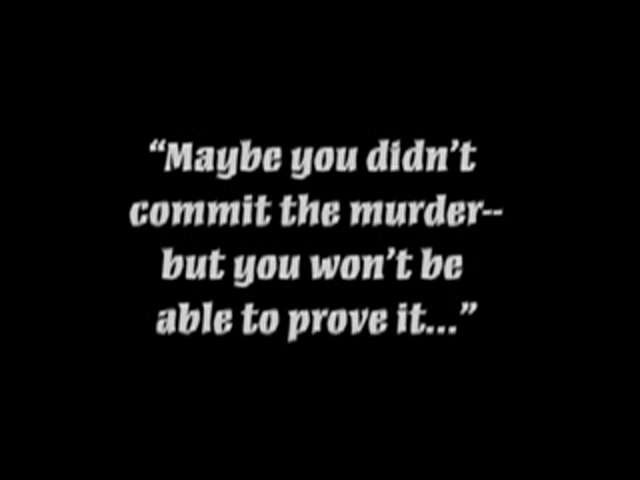 “Maybe you didn’t
commit the murder--
but you won’t be
able to prove it...”